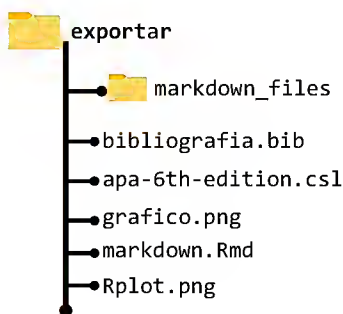 exportar
markdown_files
bibliografia.bib
apa-6th-edition.csl
grafico.png
markdown.Rmd
Rplot.png